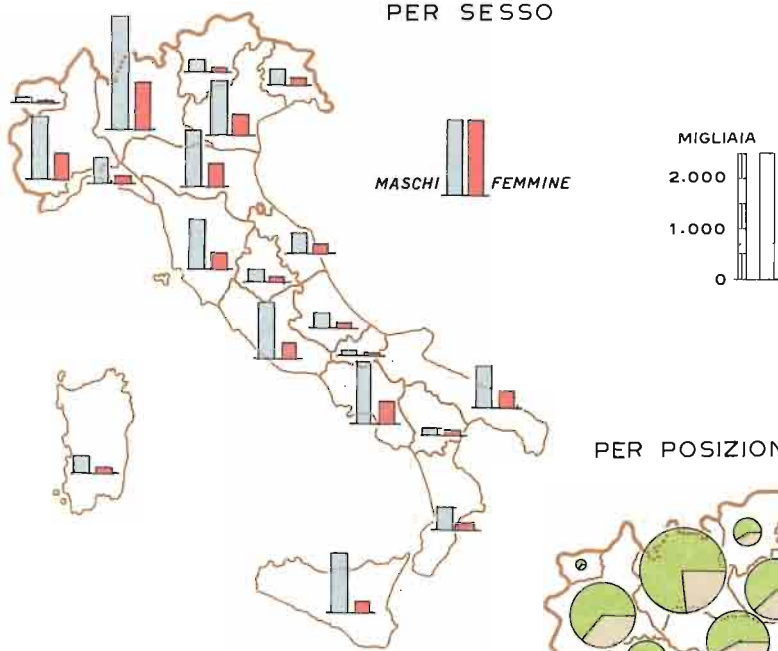 PER SESSO
MASCHI FEMMINE
MIGLIAIA
2.000
1.000
0
PER POSIZION